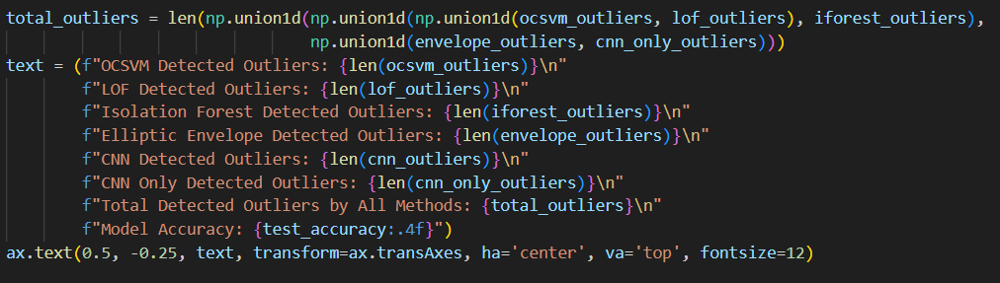 total_outliers = len(np.union1d(np.union1d(np.union1d(ocsvm_outliers, lof_outliers), iforest_outliers),
                                np.union1d(envelope_outliers, cnn_only_outliers)))
text = (f"OCSVM Detected Outliers: {len(ocsvm_outliers)}\n"
        f"LOF Detected Outliers: {len(lof_outliers)}\n"
        f"Isolation Forest Detected Outliers: {len(iforest_outliers)}\n"
        f"Elliptic Envelope Detected Outliers: {len(envelope_outliers)}\n"
        f"CNN Detected Outliers: {len(cnn_outliers)}\n"
        f"CNN Only Detected Outliers: {len(cnn_only_outliers)}\n"
        f"Total Detected Outliers by All Methods: {total_outliers}\n"
        f"Model Accuracy: {test_accuracy:.4f}")
ax.text(0.5, -0.25, text, transform=ax.transAxes, ha='center', va='top', fontsize=12)